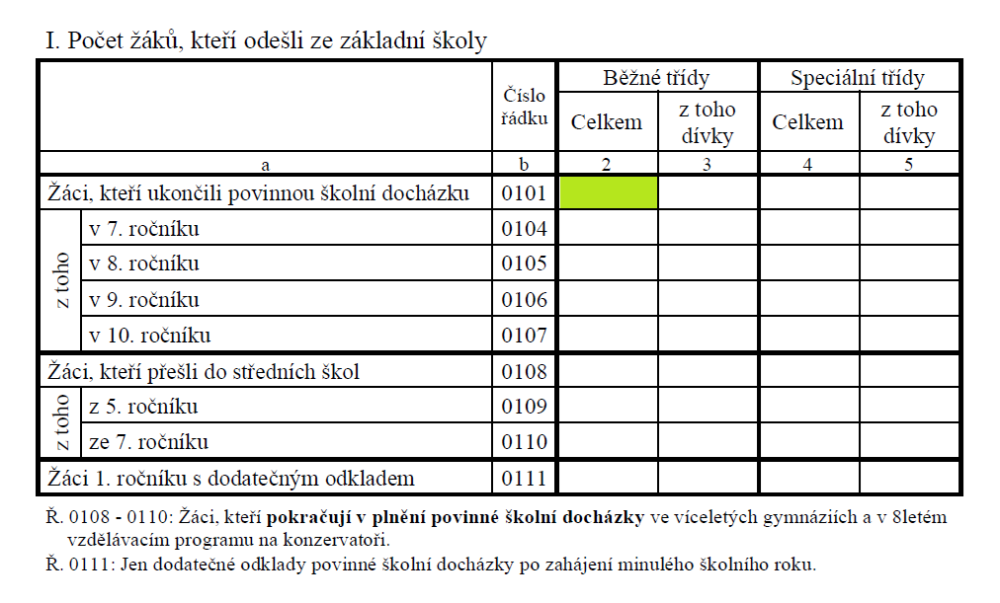 I. Počet žáků, kteří odešli ze základní školy
Číslo řádku
Běžné třídy
Speciální třídy
Celkem
z toho dívky
Celkem
z toho dívky
a b 2 3 4 5
Žáci, kteří ukončili povinnou školní docházku 0101
z toho
v 7. ročníku 0104
v 8. ročníku 0105
v 9. ročníku 0106
v 10. ročníku 0107
Žáci, kteří přešli do středních škol 0108
z toho
z 5. ročníku 0109
ze 7. ročníku 0110
Žáci 1. ročníku s dodatečným odkladem 0111
Ř. 0108 - 0110: Žáci, kteří pokračují v plnění povinné školní docházky ve víceletých gymnáziích a v 8letém
vzdělávacím programu na konzervatoři.
Ř. 0111: Jen dodatečné odklady povinné školní docházky po zahájení minulého školního roku.